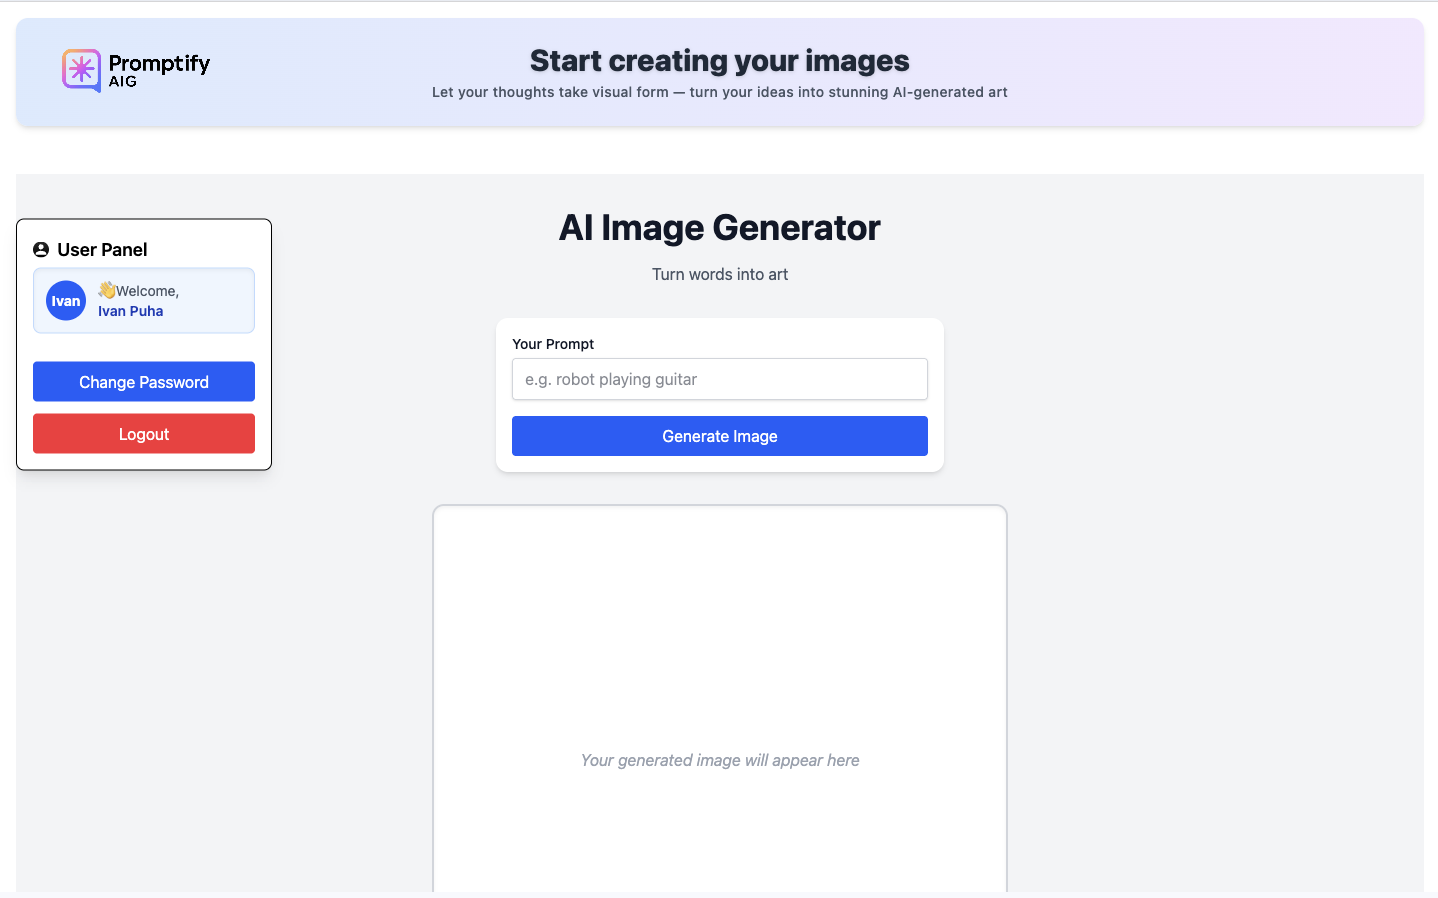 Promptify
AIG
Start creating your images
Let your thoughts take visual form — turn your ideas into stunning AI-generated art
User Panel
Ivan
👋Welcome,
Ivan Puha
Change Password
Logout
AI Image Generator
Turn words into art
Your Prompt
e.g. robot playing guitar
Generate Image
Your generated image will appear here